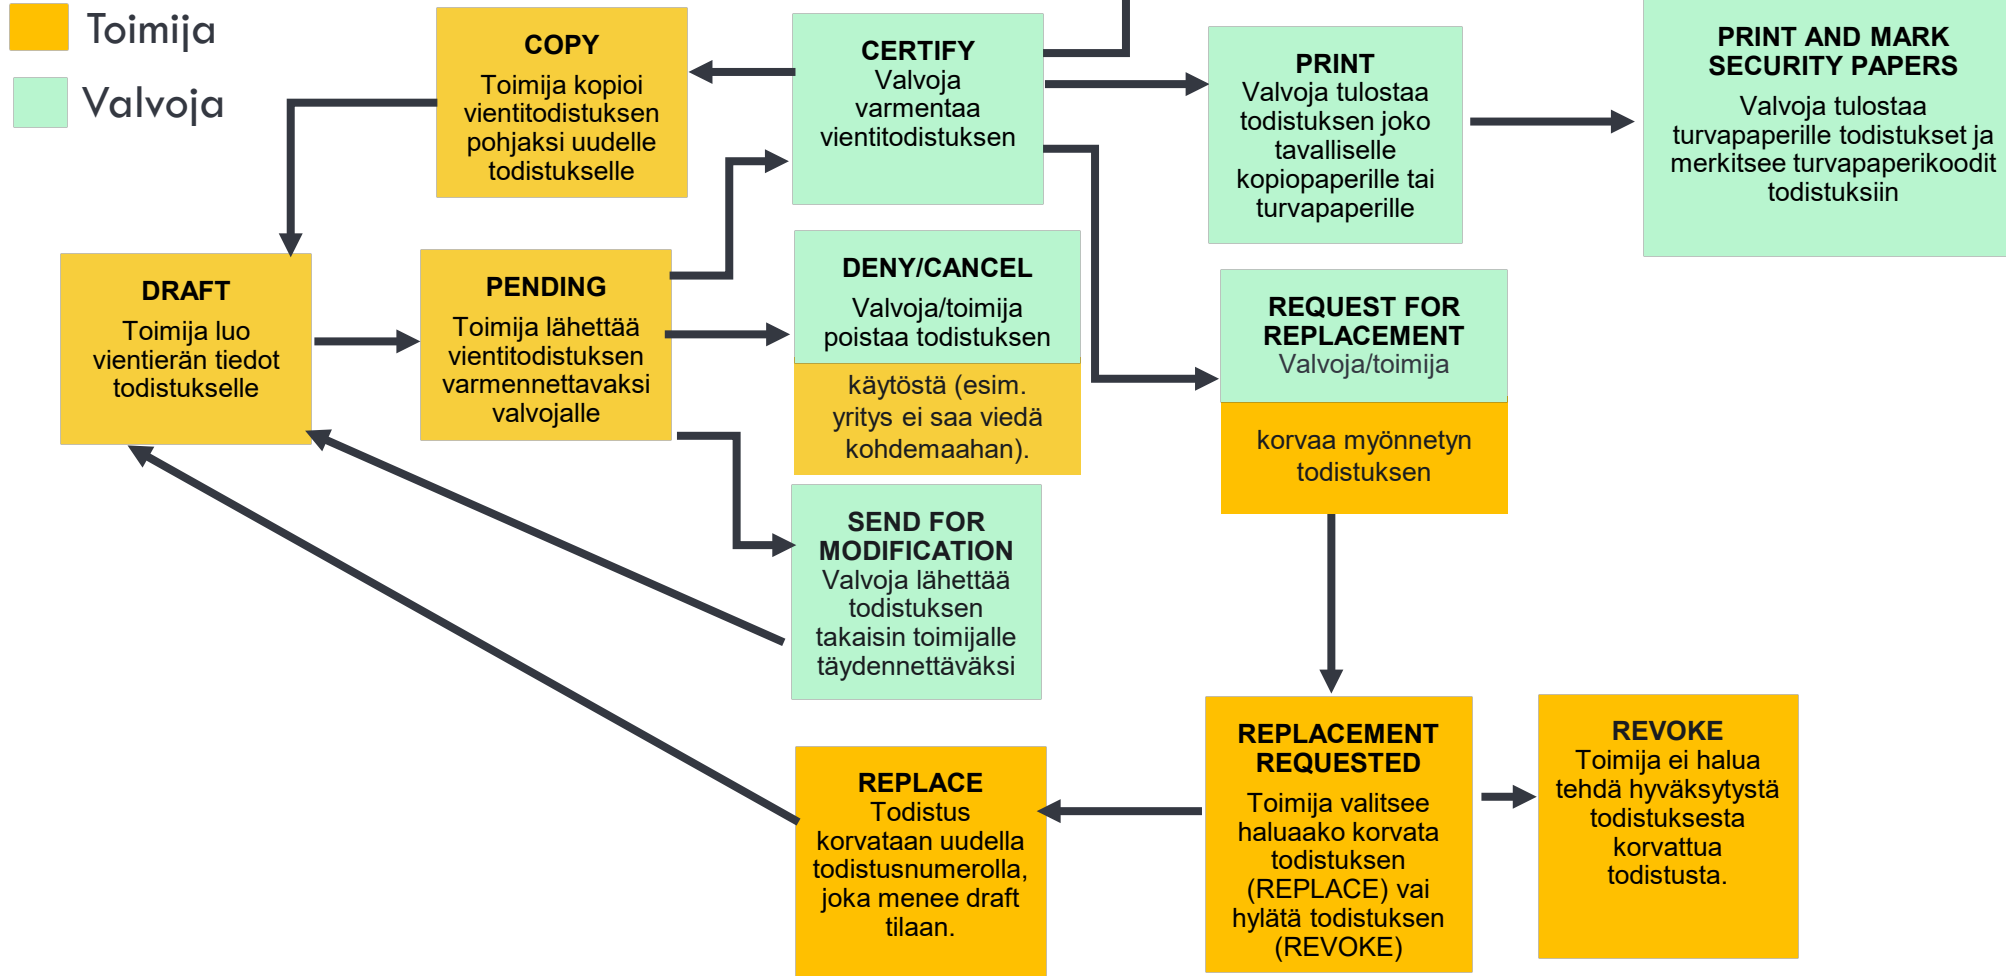 Toimija
Valvoja
COPY
Toimija kopioi
vientitodistuksen
pohjaksi uudelle
todistukselle
CERTIFY
Valvoja
varmentaa
vientitodistuksen
PRINT
Valvoja tulostaa
todistuksen joko
tavalliselle
kopiopaperille tai
turvapaperille
PRINT AND MARK
SECURITY PAPERS
Valvoja tulostaa
turvapaperille todistukset ja
merkitsee turvapaperikoodit
todistuksiin
DRAFT
Toimija luo
vientierän tiedot
todistukselle
PENDING
Toimija lähettää
vientitodistuksen
varmennettavaksi
valvojalle
DENY/CANCEL
Valvoja/toimija
poistaa todistuksen
käytöstä (esim.
yritys ei saa viedä
kohdemaahan).
REQUEST FOR
REPLACEMENT
Valvoja/toimija
korvaa myönnetyn
todistuksen
SEND FOR
MODIFICATION
Valvoja lähettää
todistuksen
takaisin toimijalle
täydennettäväksi
REPLACE
Todistus
korvataan uudella
todistusnumerolla,
joka menee draft
tilaan.
REPLACEMENT
REQUESTED
Toimija valitsee
haluaako korvata
todistuksen
(REPLACE) vai
hylätä todistuksen
(REVOKE)
REVOKE
Toimija ei halua
tehdä hyväksytystä
todistuksesta
korvattua
todistusta.